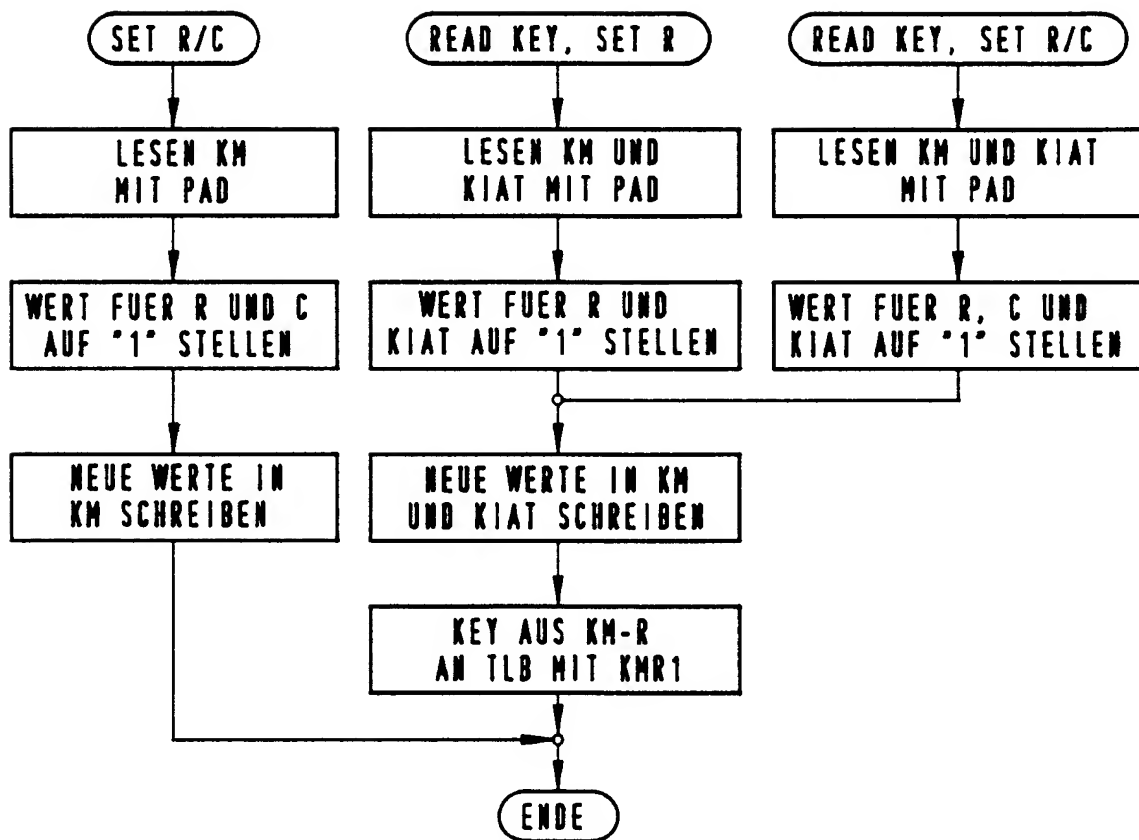 SET R/C
READ KEY, SET R
READ KEY, SET R/C
LESEN KM
MIT PAD
LESEN KM UND
KIAT MIT PAD
LESEN KM UND KIAT
MIT PAD
WERT FUER R UND C
AUF "1" STELLEN
WERT FUER R UND
KIAT AUF "1" STELLEN
WERT FUER R, C UND
KIAT AUF "1" STELLEN
NEUE WERTE IN
KM SCHREIBEN
NEUE WERTE IN KM
UND KIAT SCHREIBEN
KEY AUS KM-R
AN TLB MIT KMR1
ENDE